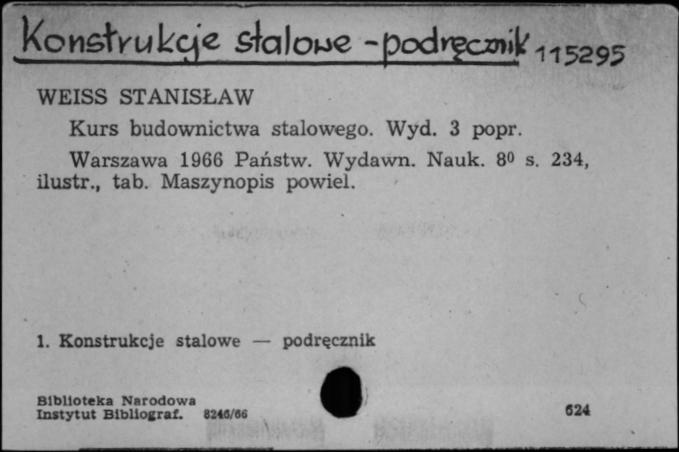 Konstrukcje stalowe - podręcznik 115295
WEISS STANISŁAW
Kurs budownictwa stalowego. Wyd. 3 popr.
Warszawa 1966 Państw. Wydawn. Nauk. 8⁰ s. 234,
ilustr., tab. Maszynopis powiel.
1. Konstrukcje stalowe — podręcznik
Biblioteka Narodowa
Instytut Bibliograf. 8246/66 624